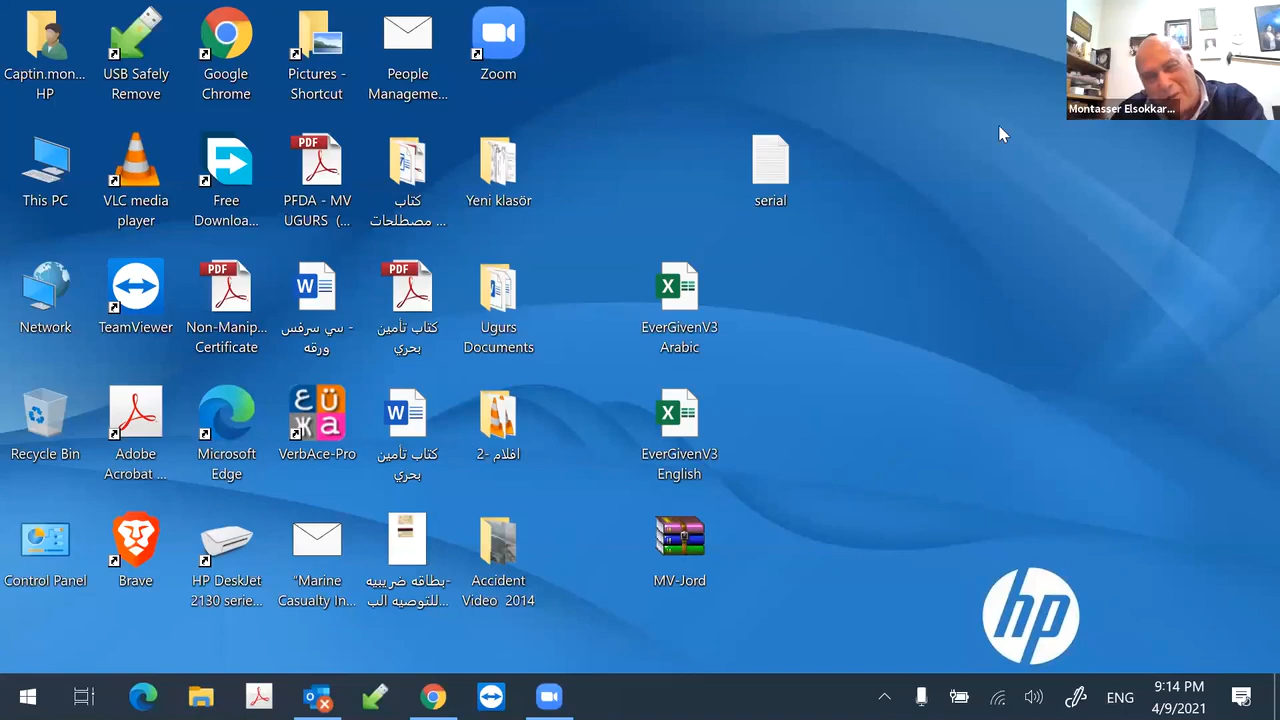 Captin.mon...
HP
USB Safely
Remove
Google
Chrome
Pictures -
Shortcut
People
Manageme...
Zoom
Montasser Elsokkar...
This PC
VLC media
player
Free
Downloa...
PDF
PFDA - MV
UGURS (...
كتاب
مصطلحات ...
Yeni klasör
serial
Network
TeamViewer
PDF
Non-Manip...
Certificate
سي سرفس -
ورقه
PDF
كتاب تأمين
بحري
Ugurs
Documents
EverGivenV3
Arabic
Recycle Bin
Adobe
Acrobat ...
Microsoft
Edge
VerbAce-Pro
كتاب تأمين
بحري
افلام -2
EverGivenV3
English
Control Panel
Brave
HP DeskJet
2130 serie...
"Marine
Casualty In...
بطاقه ضريبيه-
للتوصيه الب...
Accident
Video 2014
MV-Jord
hp
ENG
9:14 PM
4/9/2021